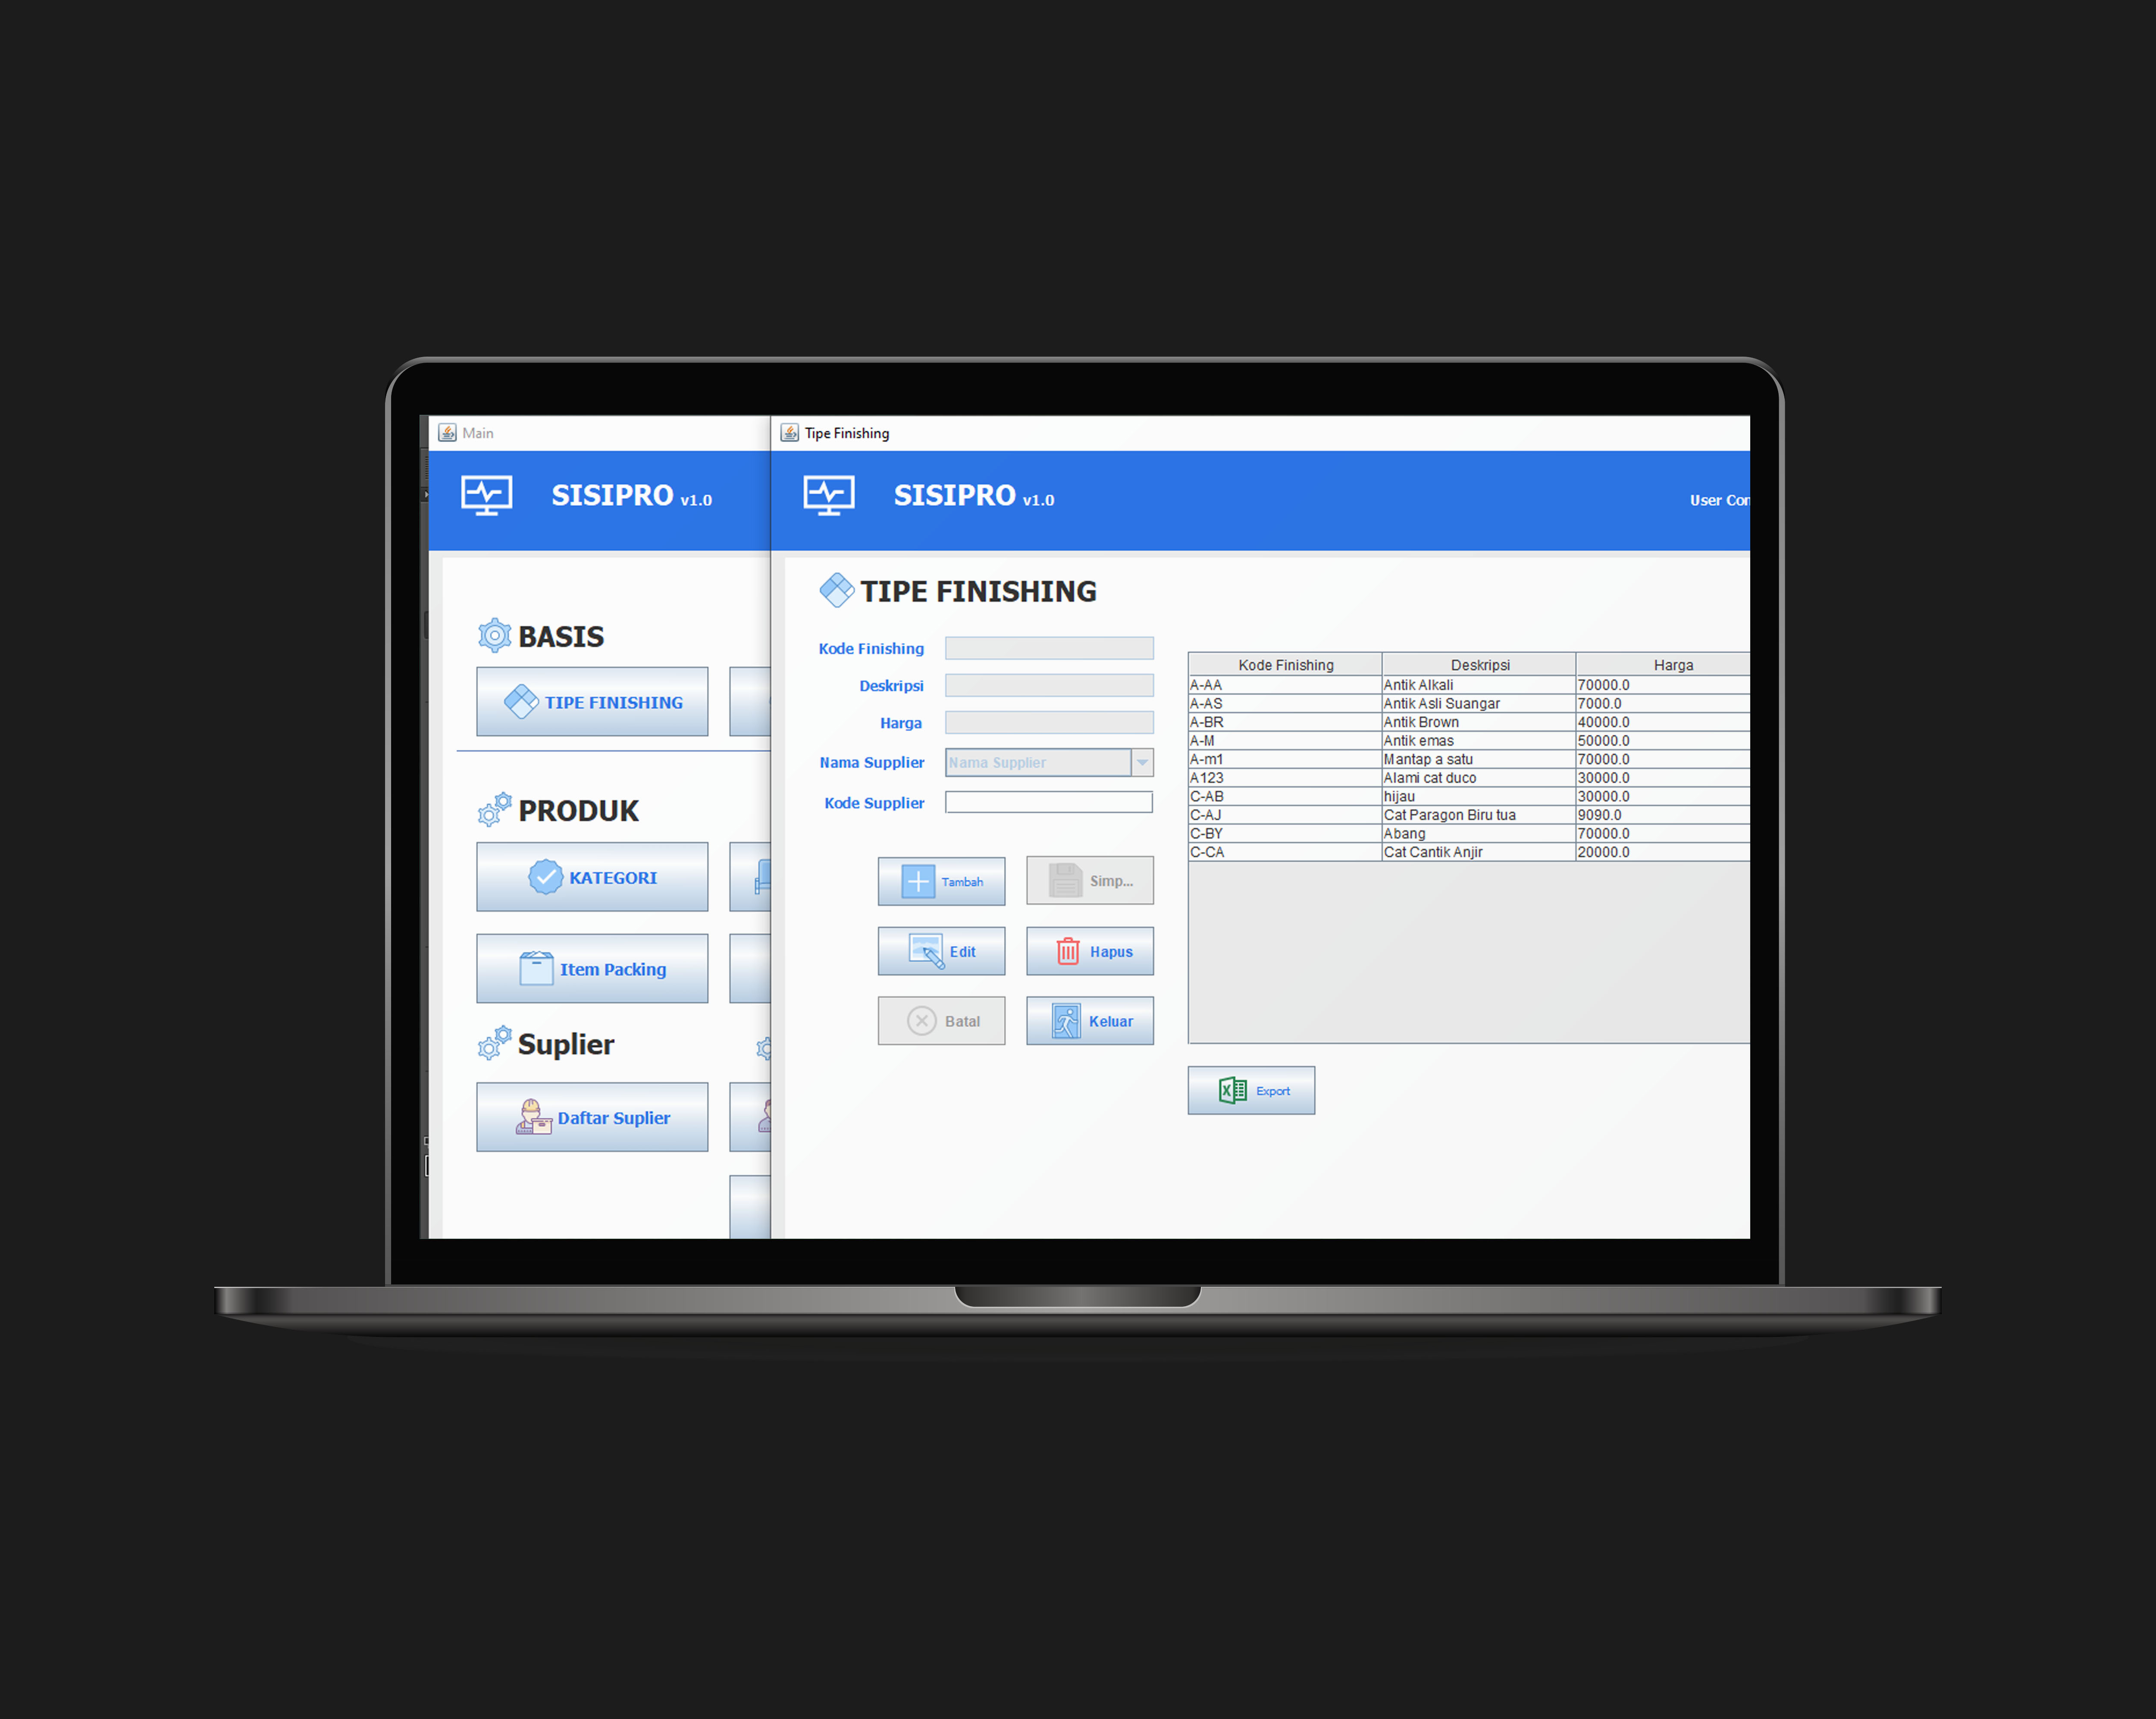 Main
SISIPRO v1.0
BASIS
TIPE FINISHING
PRODUK
KATEGORI
Item Packing
Suplier
Daftar Suplier
Tipe Finishing
SISIPRO v1.0
User Con
TIPE FINISHING
Kode Finishing
Deskripsi
Harga
Nama Supplier Nama Supplier
Kode Supplier
Tambah Simp...
Edit Hapus
Batal Keluar
Kode Finishing Deskripsi Harga
A-AA Antik Alkali 70000.0
A-AS Antik Asli Suangar 7000.0
A-BR Antik Brown 40000.0
A-M Antik emas 50000.0
A-m1 Mantap a satu 70000.0
A123 Alami cat duco 30000.0
C-AB hijau 30000.0
C-AJ Cat Paragon Biru tua 9090.0
C-BY Abang 70000.0
C-CA Cat Cantik Anjir 20000.0
Export